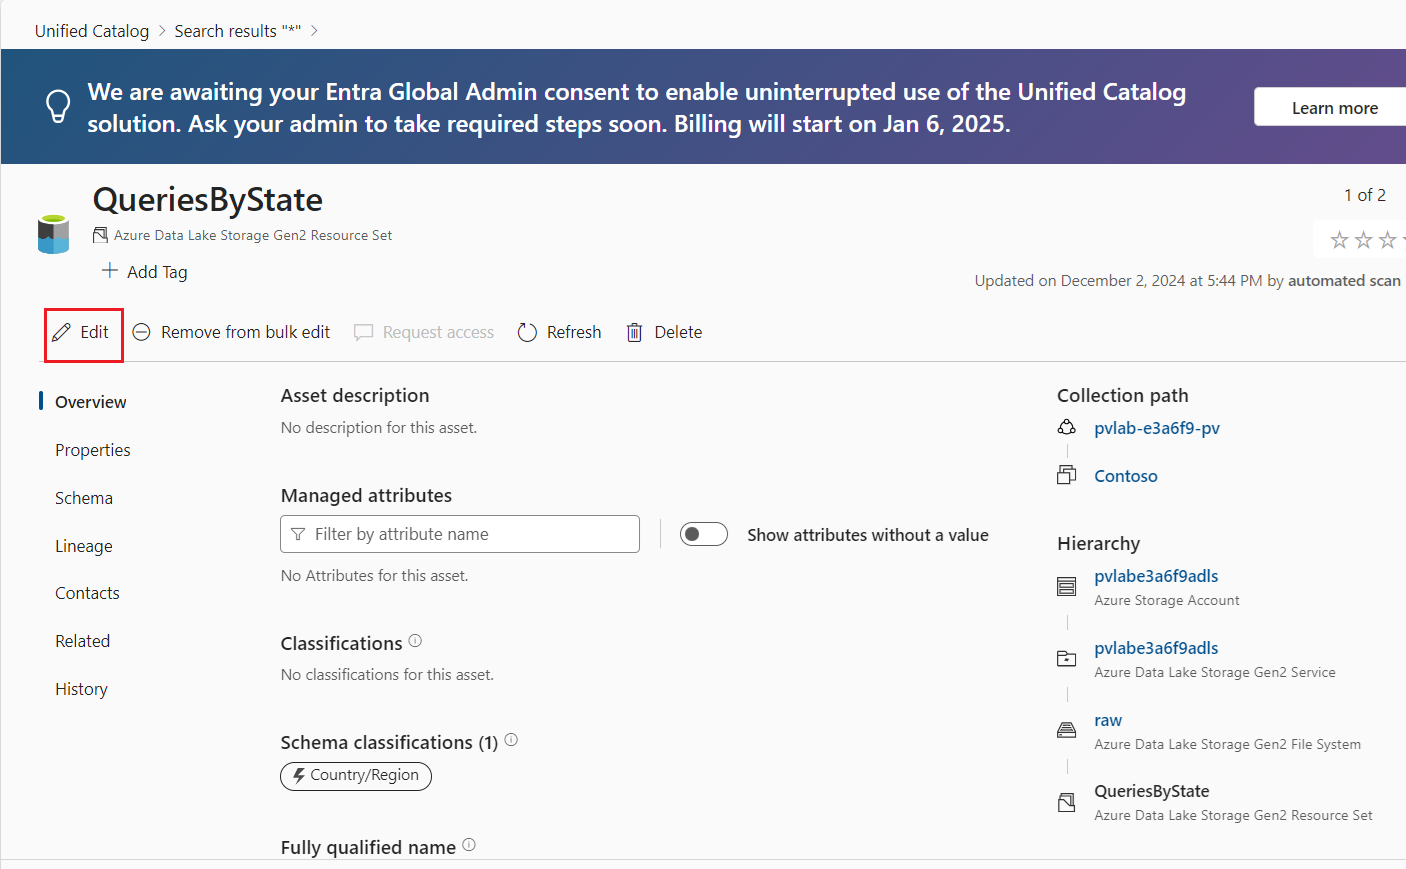 Unified Catalog > Search results "*" >
We are awaiting your Entra Global Admin consent to enable uninterrupted use of the Unified Catalog
solution. Ask your admin to take required steps soon. Billing will start on Jan 6, 2025.
Learn more
QueriesByState
1 of 2
Azure Data Lake Storage Gen2 Resource Set
Add Tag
Updated on December 2, 2024 at 5:44 PM by automated scan
Edit Remove from bulk edit Request access Refresh Delete
Overview
Properties
Schema
Lineage
Contacts
Related
History
Asset description
No description for this asset.
Managed attributes
Filter by attribute name
Show attributes without a value
No Attributes for this asset.
Classifications
No classifications for this asset.
Schema classifications (1)
Country/Region
Fully qualified name
Collection path
pvlab-e3a6f9-pv
Contoso
Hierarchy
pvlabe3a6f9adls
Azure Storage Account
pvlabe3a6f9adls
Azure Data Lake Storage Gen2 Service
raw
Azure Data Lake Storage Gen2 File System
QueriesByState
Azure Data Lake Storage Gen2 Resource Set